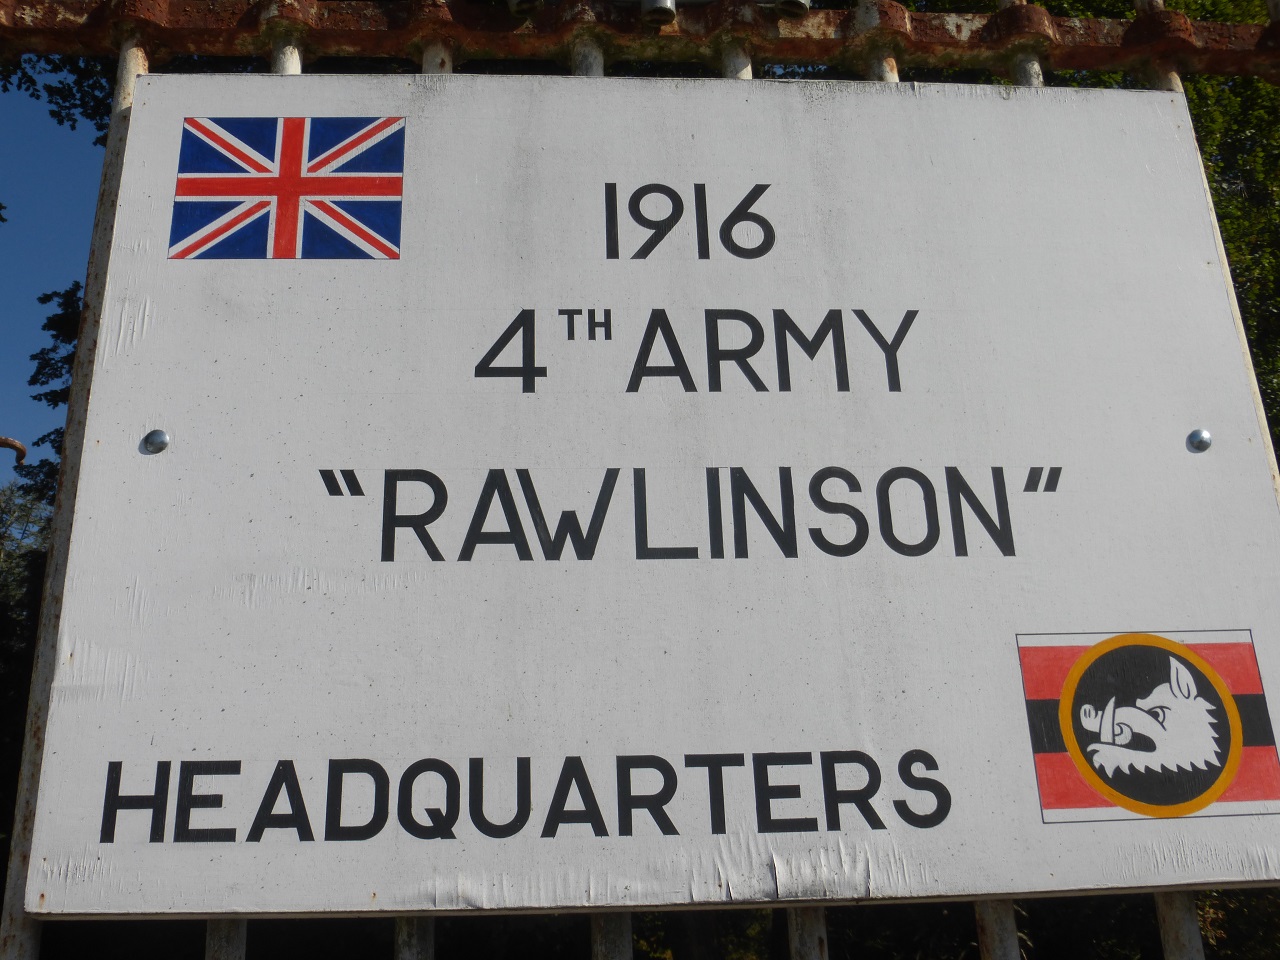 1916
4TH ARMY
"RAWLINSON"
HEADQUARTERS